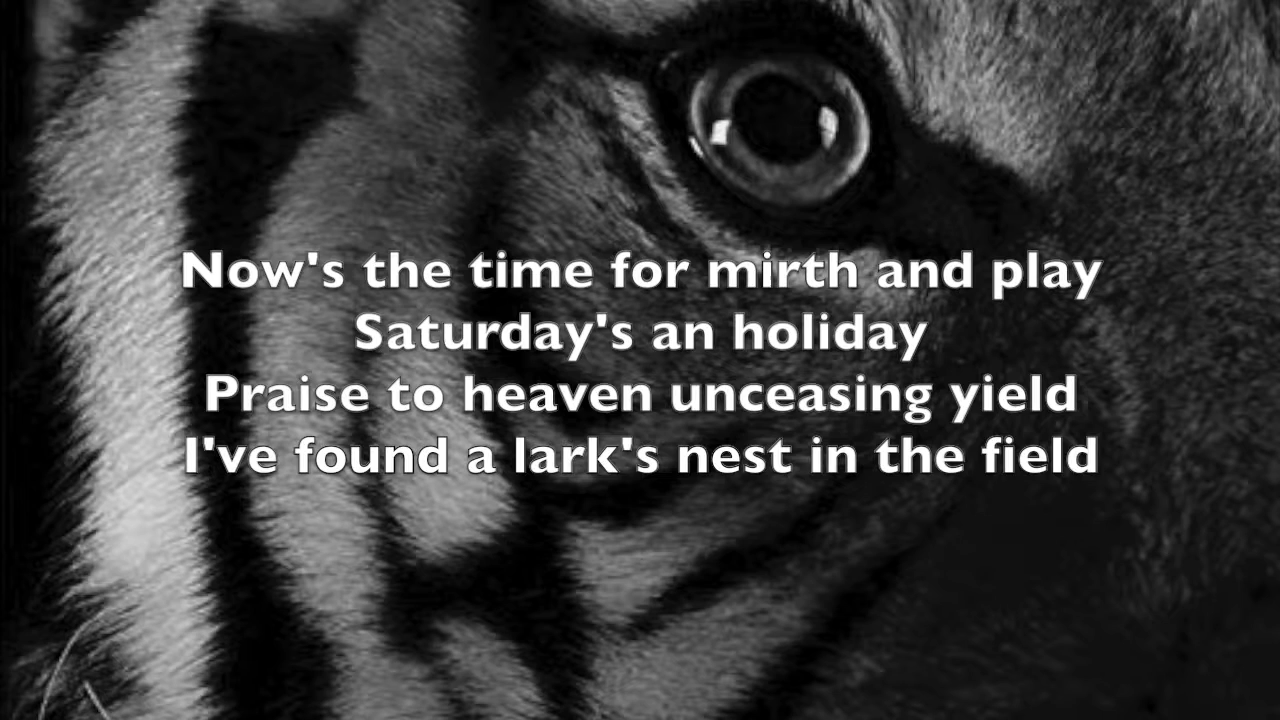 Now's the time for mirth and play
Saturday's an holiday
Praise to heaven unceasing yield
I've found a lark's nest in the field